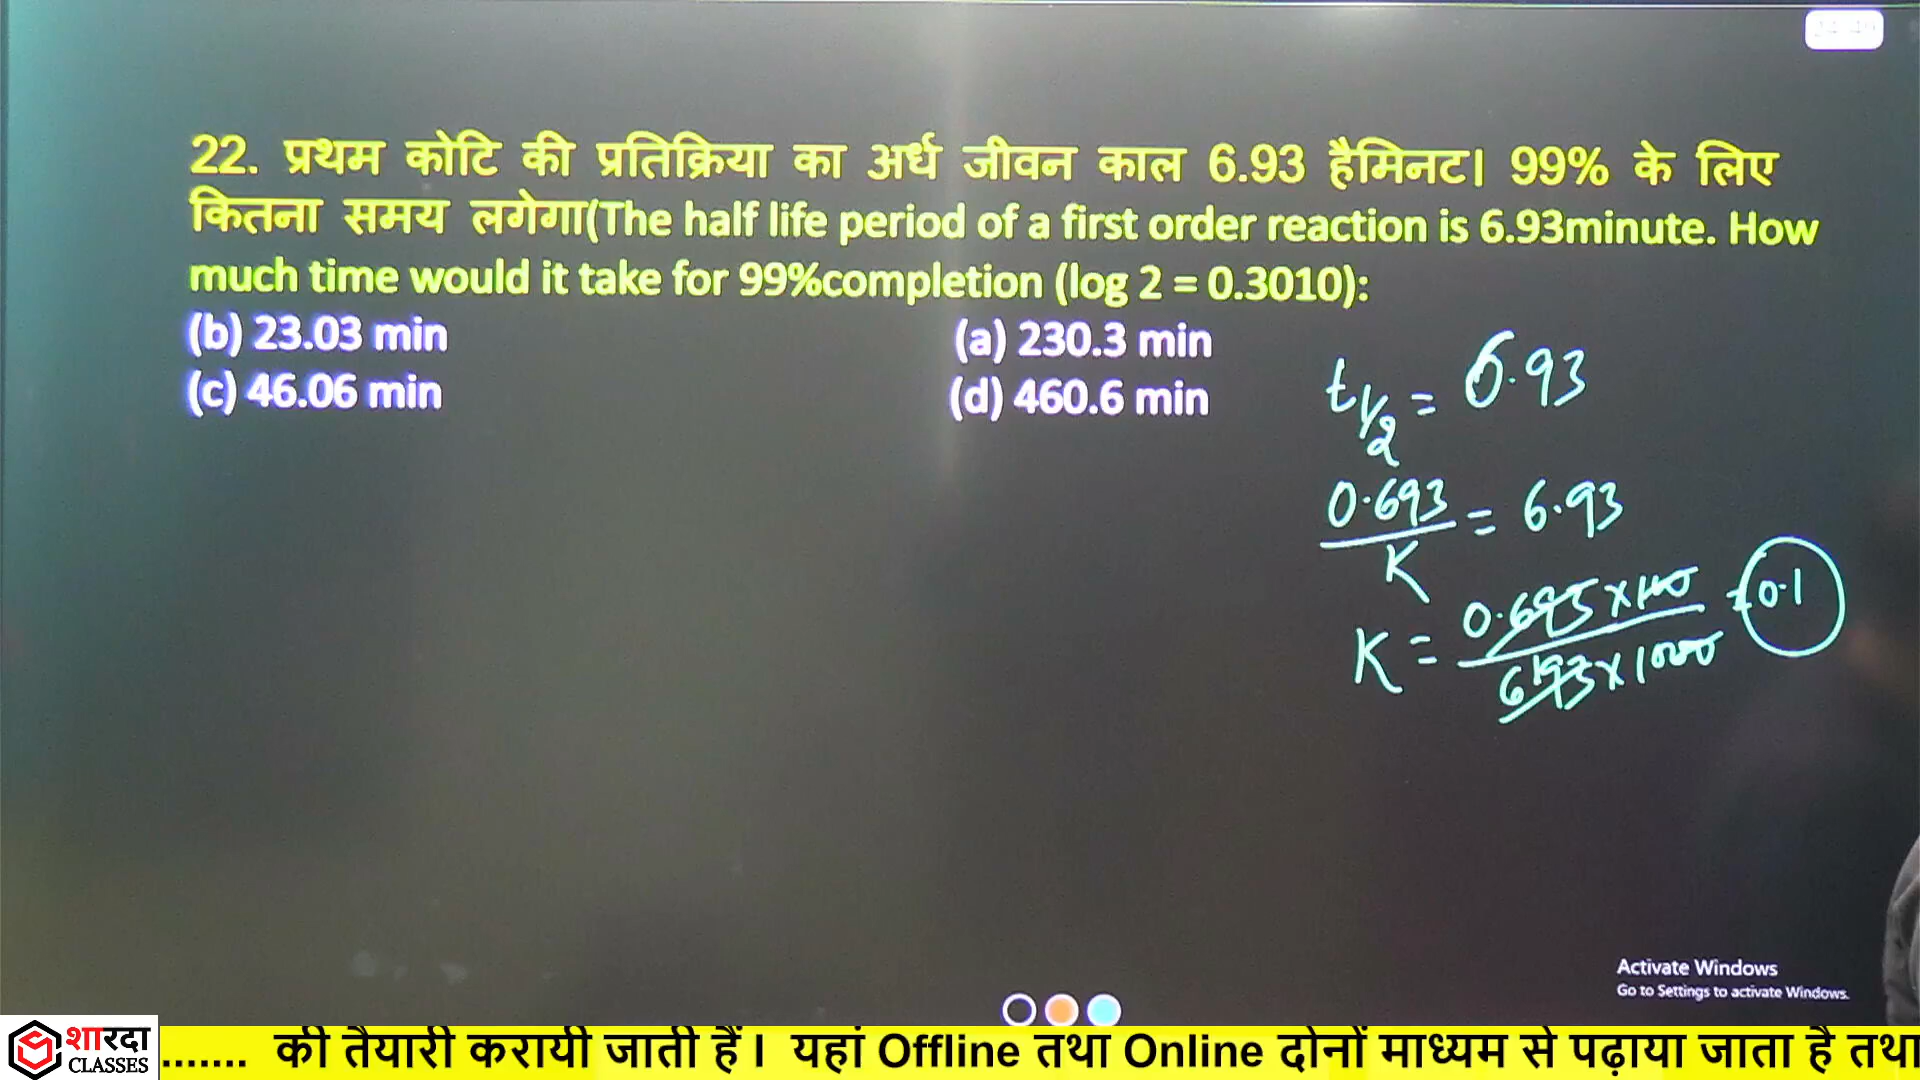 22. प्रथम कोटि की प्रतिक्रिया का अर्ध जीवन काल 6.93 हैमिनट। 99% के लिए
कितना समय लगेगा(The half life period of a first order reaction is 6.93minute. How
much time would it take for 99%completion (log 2 = 0.3010):
(b) 23.03 min (a) 230.3 min
(c) 46.06 min (d) 460.6 min
t1/2 = 6.93
0.693/K = 6.93
K = 0.693×100/6193×1000 = 0.1
Activate Windows
Go to Settings to activate Windows.
शारदा
CLASSES
....... की तैयारी करायी जाती हैं I यहां Offline तथा Online दोनों माध्यम से पढ़ाया जाता है तथा